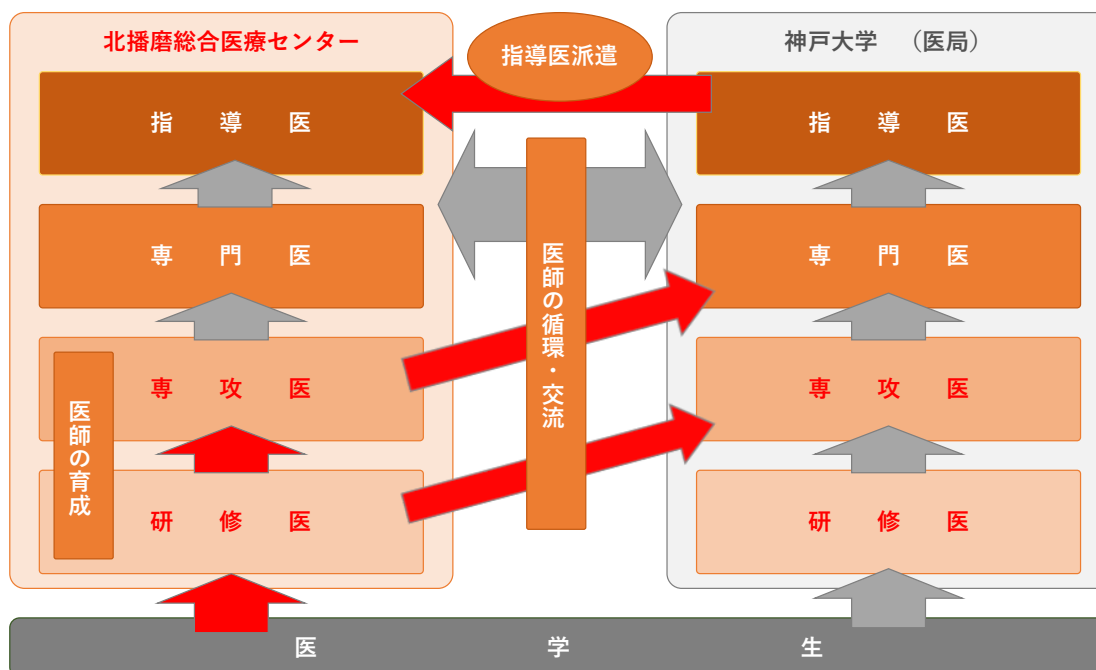 北播磨総合医療センター
指導医
専門医
専攻医
研修医
医師の育成
指導医派遣
医師の循環・交流
神戸大学 （医局）
指導医
専門医
専攻医
研修医
医学生